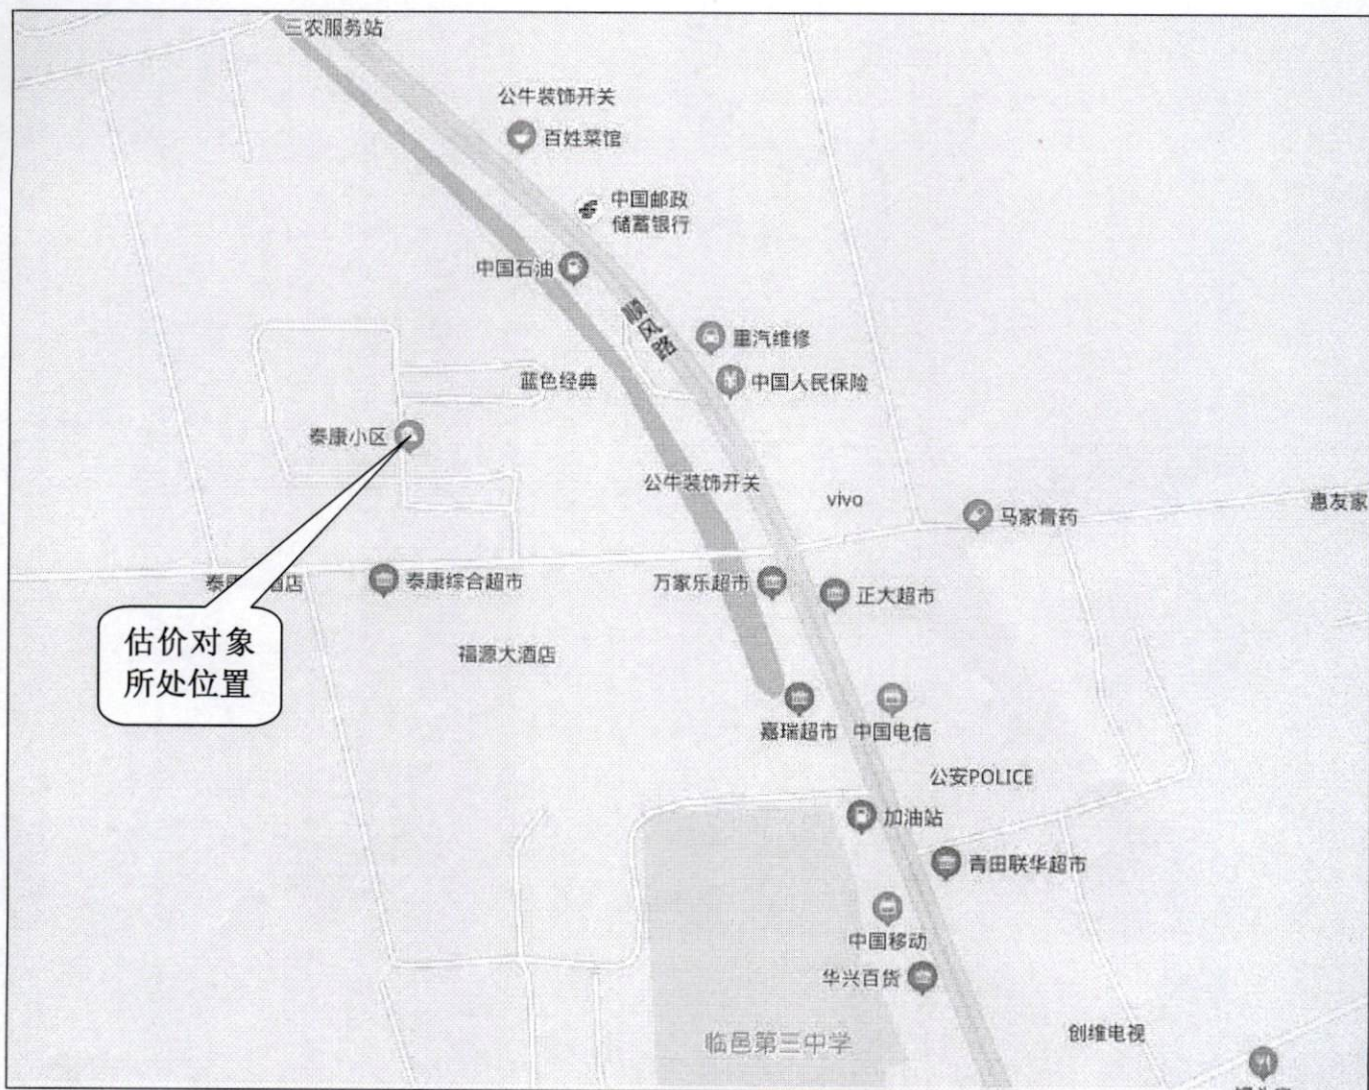 三农服务站
公牛装饰开关
百姓菜馆
中国邮政
储蓄银行
中国石油
顺风路
重汽维修
蓝色经典
中国人民保险
泰康小区
公牛装饰开关
vivo
马家膏药
惠友家
泰康
酒店
泰康综合超市
万家乐超市
正大超市
估价对象
所处位置
福源大酒店
嘉瑞超市
中国电信
公安POLICE
加油站
青田联华超市
中国移动
华兴百货
临邑第三中学
创维电视